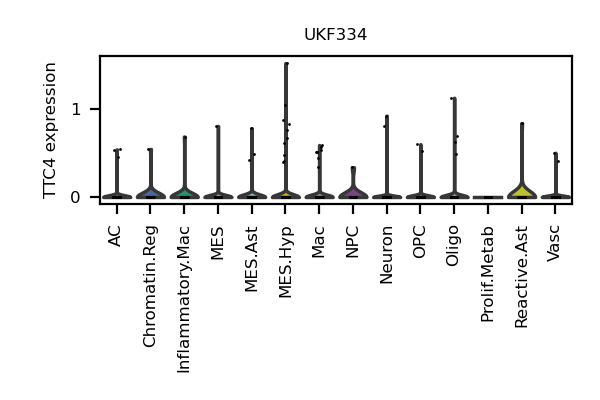 UKF334
TTC4 expression
1
0
AC
Chromatin.Reg
Inflammatory.Mac
MES
MES.Ast
MES.Hyp
Mac
NPC
Neuron
OPC
Oligo
Prolif.Metab
Reactive.Ast
Vasc